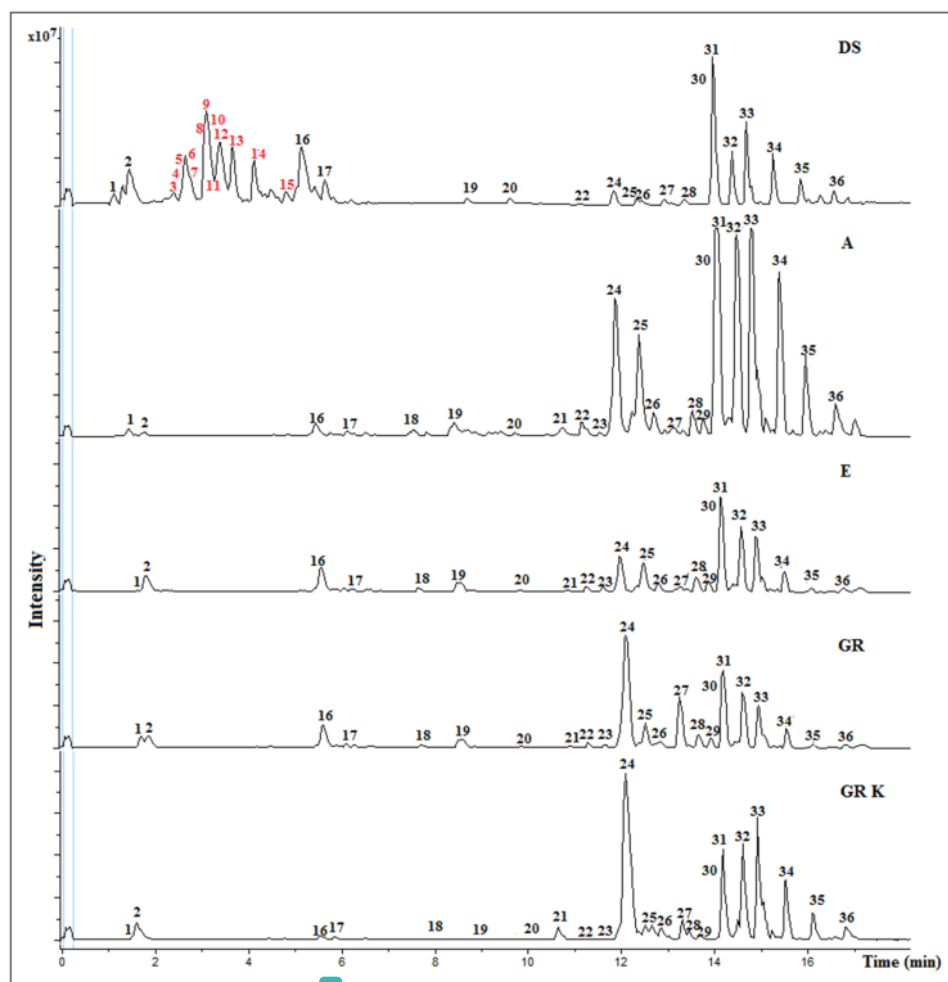 x10⁷
DS
1 2 3 4 5 6 7 8 9 10 11 12 13 14 15 16 17 19 20 22 24 25 26 27 28 30 31 32 33 34 35 36
A
1 2 16 17 18 19 20 21 22 23 24 25 26 27 28 29 30 31 32 33 34 35 36
E
1 2 16 17 18 19 20 21 22 23 24 25 26 27 28 29 30 31 32 33 34 35 36
GR
1 2 16 17 18 19 20 21 22 23 24 25 26 27 28 29 30 31 32 33 34 35 36
GR K
1 2 16 17 18 19 20 21 22 23 24 25 26 27 28 29 30 31 32 33 34 35 36
Intensity
0 2 4 6 8 10 12 14 16 Time (min)